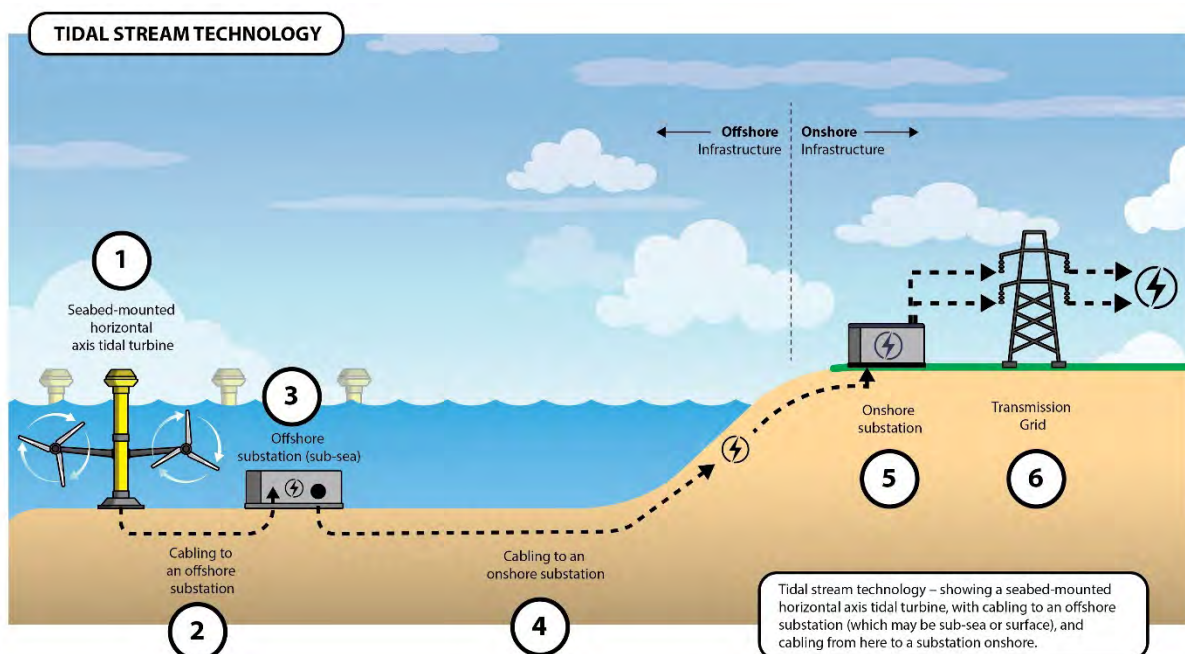 TIDAL STREAM TECHNOLOGY
Offshore
Infrastructure
Onshore
Infrastructure
1
Seabed-mounted
horizontal
axis tidal turbine
3
Offshore
substation (sub-sea)
Cabling to
an offshore
substation
2
Cabling to an
onshore substation
4
Onshore
substation
5
Transmission
Grid
6
Tidal stream technology – showing a seabed-mounted
horizontal axis tidal turbine, with cabling to an offshore
substation (which may be sub-sea or surface), and
cabling from here to a substation onshore.